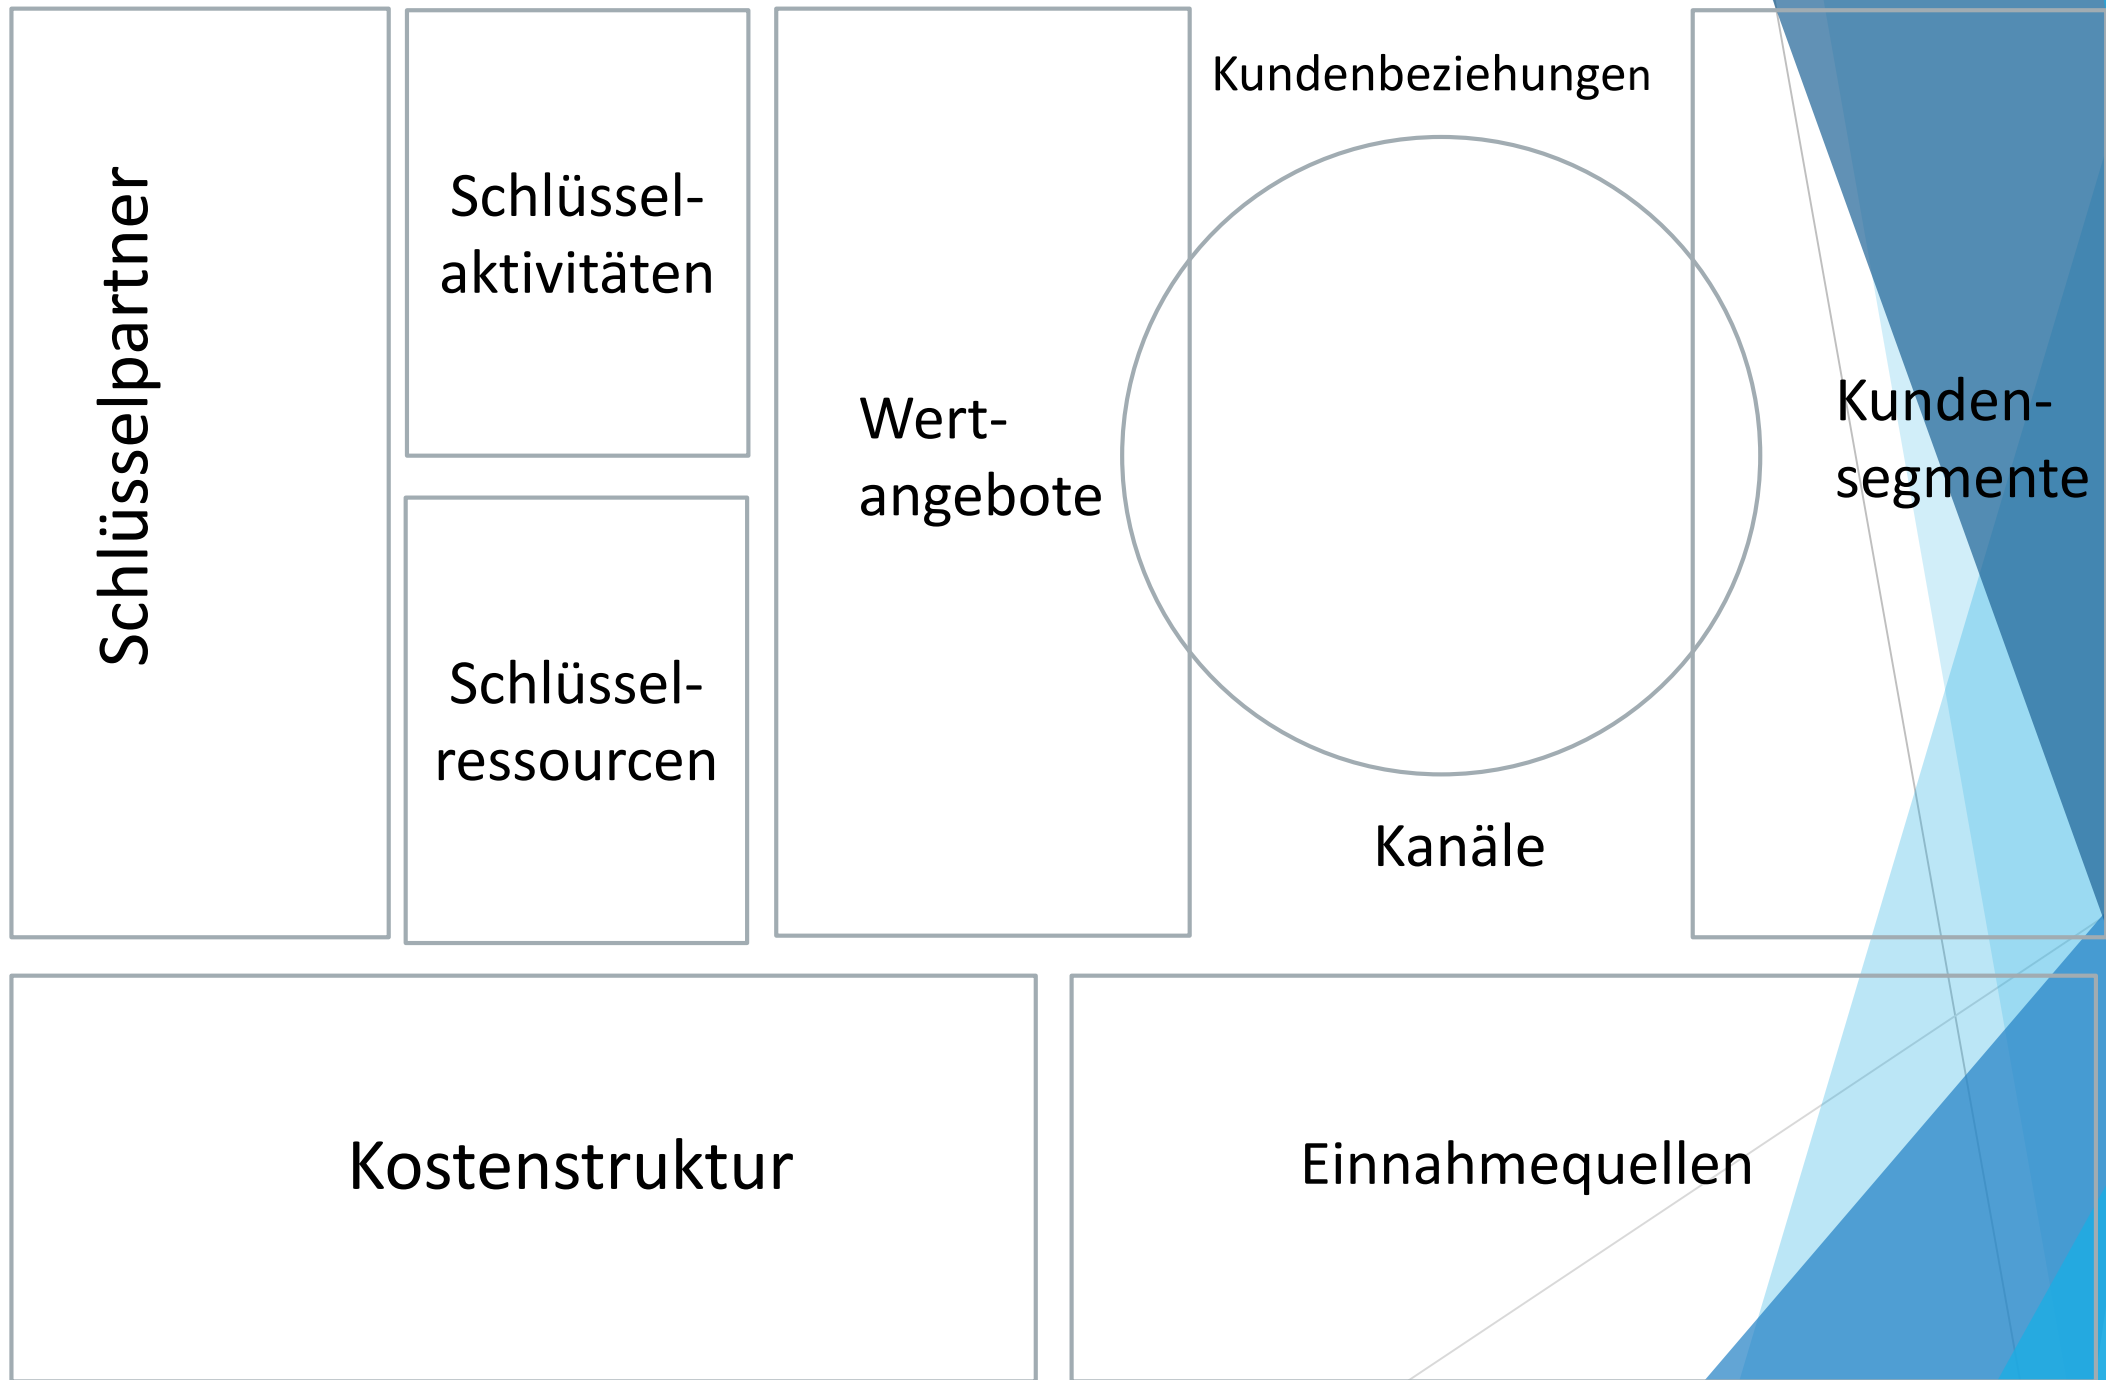 Schlüsselpartner
Schlüssel-
aktivitäten
Schlüssel-
ressourcen
Wert-
angebote
Kundenbeziehungen
Kanäle
Kunden-
segmente
Kostenstruktur
Einnahmequellen